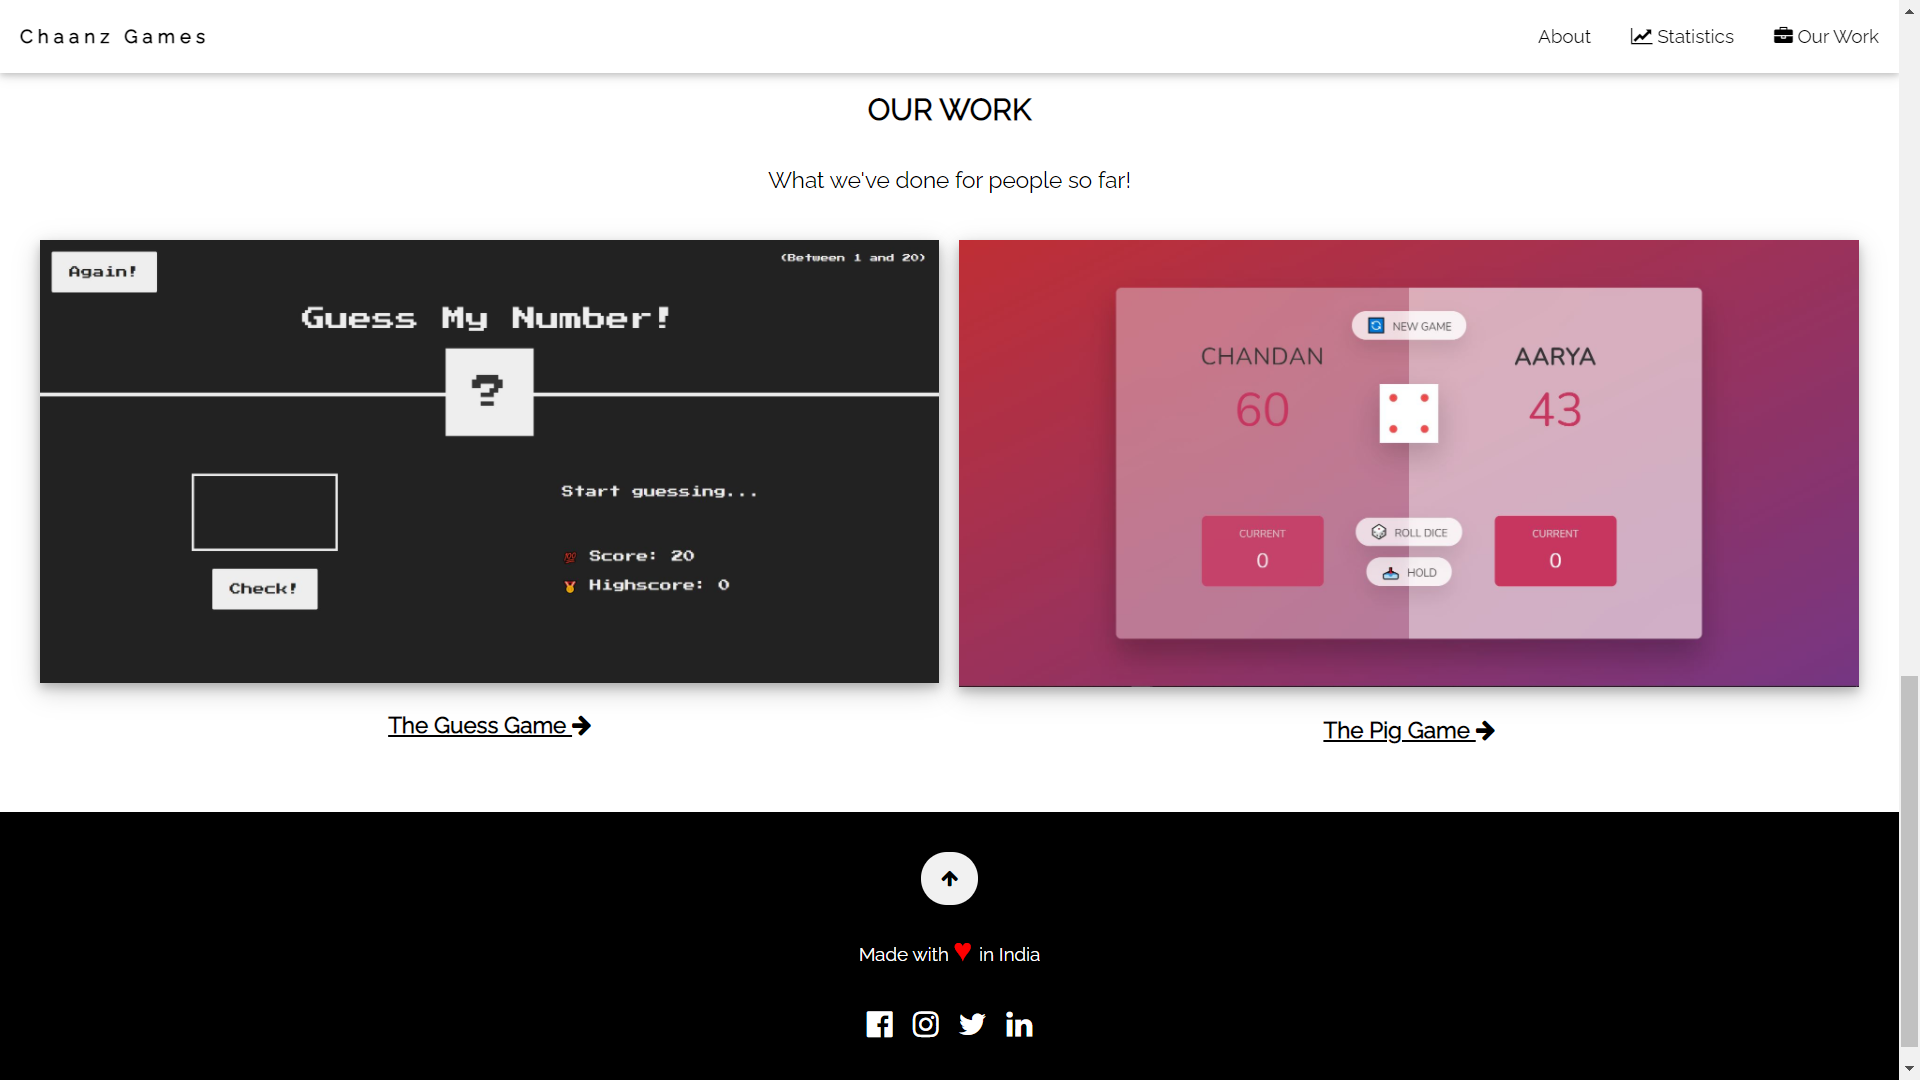 Chaanz Games
About
Statistics
Our Work
OUR WORK
What we've done for people so far!
Again!
(Between 1 and 20)
Guess My Number!
?
Start guessing...
Score: 20
Highscore: 0
Check!
NEW GAME
CHANDAN
AARYA
60
43
CURRENT
0
ROLL DICE
HOLD
CURRENT
0
The Guess Game
The Pig Game
Made with ♥ in India